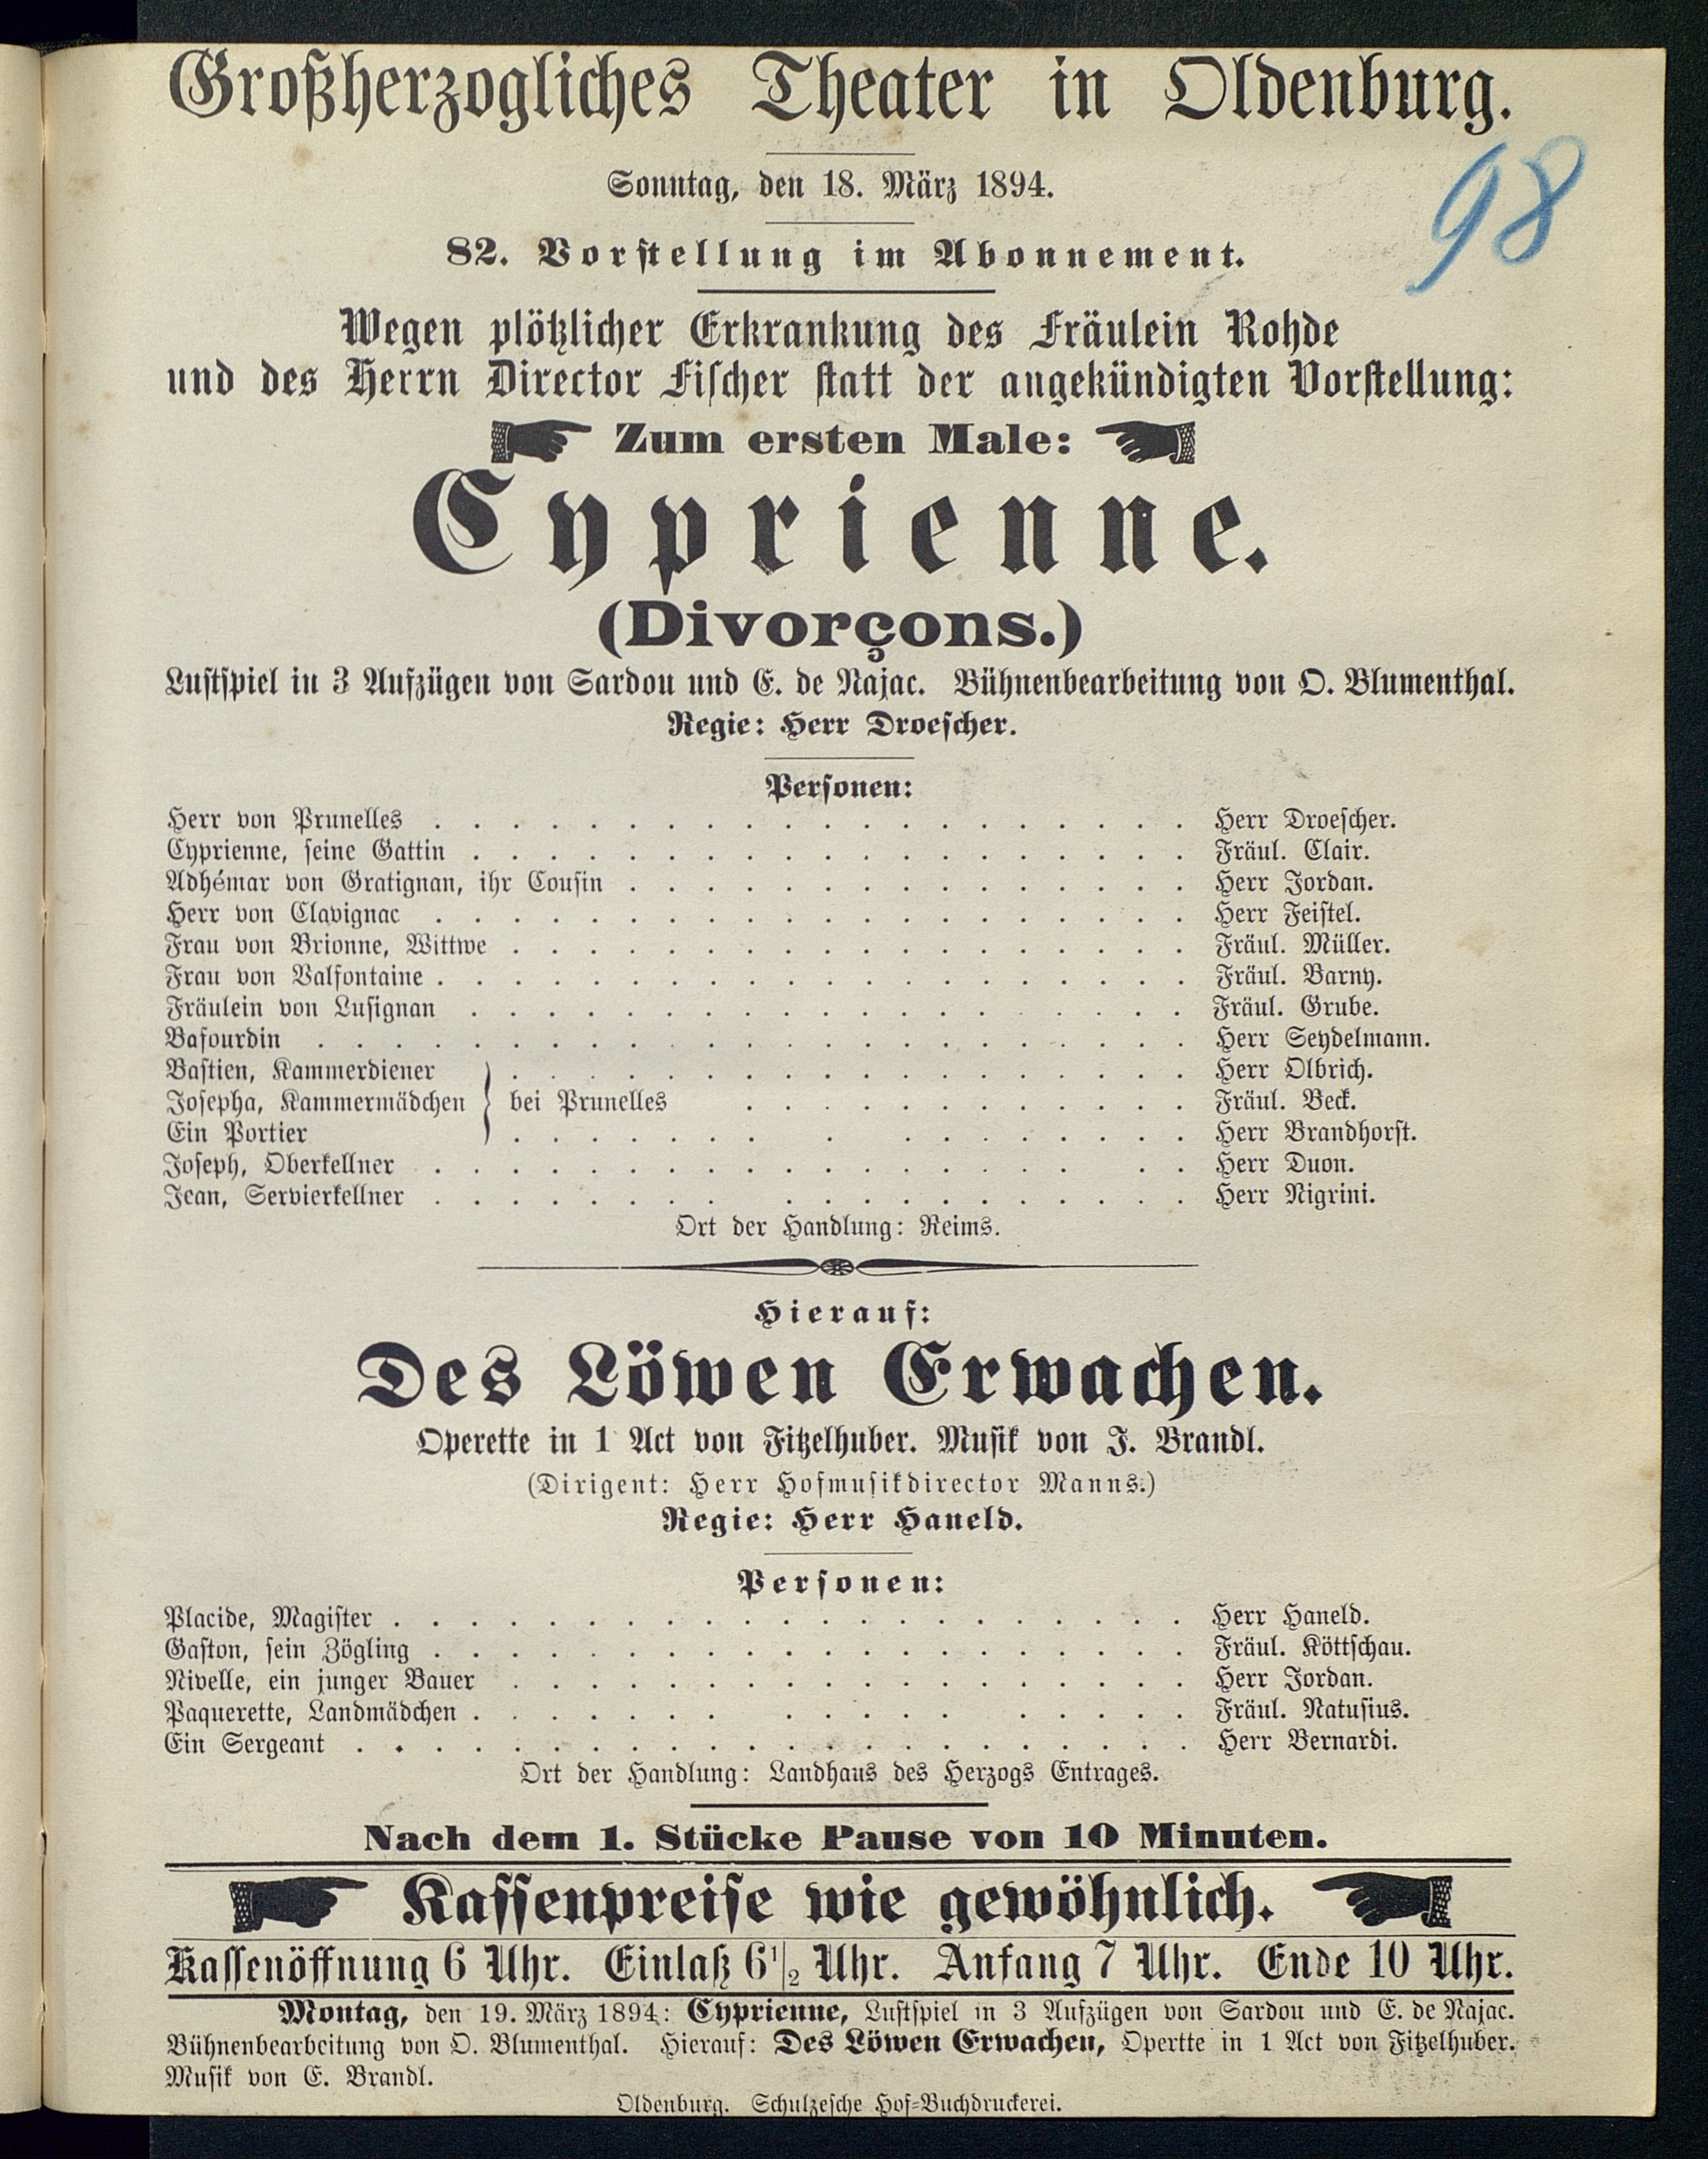 Großherzogliches Theater in Oldenburg.
98
Sonntag, den 18. März 1894.
82. Vorstellung im Abonnement.
Wegen plötzlicher Erkrankung des Fräulein Rohde
und des Herrn Director Fischer statt der angekündigten Vorstellung:
Zum ersten Male:
Cyprienne.
(Divorçons.)
Lustspiel in 3 Aufzügen von Sardou und E. de Najac. Bühnenbearbeitung von O. Blumenthal.
Regie: Herr Droescher.
Personen:
Herr von Prunelles . . . . . . . . . . . . . . . . . . . . Herr Droescher.
Cyprienne, seine Gattin . . . . . . . . . . . . . . . . . . . Fräul. Clair.
Adhémar von Gratignan, ihr Cousin . . . . . . . . . . . . . . . Herr Jordan.
Herr von Clavignac . . . . . . . . . . . . . . . . . . . . Herr Feistel.
Frau von Brionne, Wittwe . . . . . . . . . . . . . . . . . . Fräul. Müller.
Frau von Valfontaine . . . . . . . . . . . . . . . . . . . . Fräul. Barny.
Fräulein von Lusignan . . . . . . . . . . . . . . . . . . . Fräul. Grube.
Bafourdin . . . . . . . . . . . . . . . . . . . . . . . Herr Seydelmann.
Bastien, Kammerdiener . . . . . . . . . . . . . . . . . . Herr Olbrich.
Josepha, Kammermädchen } bei Prunelles . . . . . . . . . . . . Fräul. Beck.
Ein Portier . . . . . . . . . . . . . . . . Herr Brandhorst.
Joseph, Oberkellner . . . . . . . . . . . . . . . . . . . Herr Duon.
Jean, Servierkellner . . . . . . . . . . . . . . . . . . . Herr Nigrini.
Ort der Handlung: Reims.
Hierauf:
Des Löwen Erwachen.
Operette in 1 Act von Fitzelhuber. Musik von J. Brandl.
(Dirigent: Herr Hofmusikdirector Manns.)
Regie: Herr Haneld.
Personen:
Placide, Magister . . . . . . . . . . . . . . . . . . . . . Herr Haneld.
Gaston, sein Zögling . . . . . . . . . . . . . . . . . . . . Fräul. Köttschau.
Nivelle, ein junger Bauer . . . . . . . . . . . . . . . . . . Herr Jordan.
Paquerette, Landmädchen . . . . . . . . . . . . . . . . . Fräul. Natusius.
Ein Sergeant . . . . . . . . . . . . . . . . . . . . . . Herr Bernardi.
Ort der Handlung: Landhaus des Herzogs Entrages.
Nach dem 1. Stücke Pause von 10 Minuten.
Kassenpreise wie gewöhnlich.
Kassenöffnung 6 Uhr. Einlaß 6 1/2 Uhr. Anfang 7 Uhr. Ende 10 Uhr.
Montag, den 19. März 1894: Cyprienne, Lustspiel in 3 Aufzügen von Sardou und E. de Najac.
Bühnenbearbeitung von O. Blumenthal. Hierauf: Des Löwen Erwachen, Opertte in 1 Act von Fitzelhuber.
Musik von E. Brandl.
Oldenburg. Schulzesche Hof-Buchdruckerei.